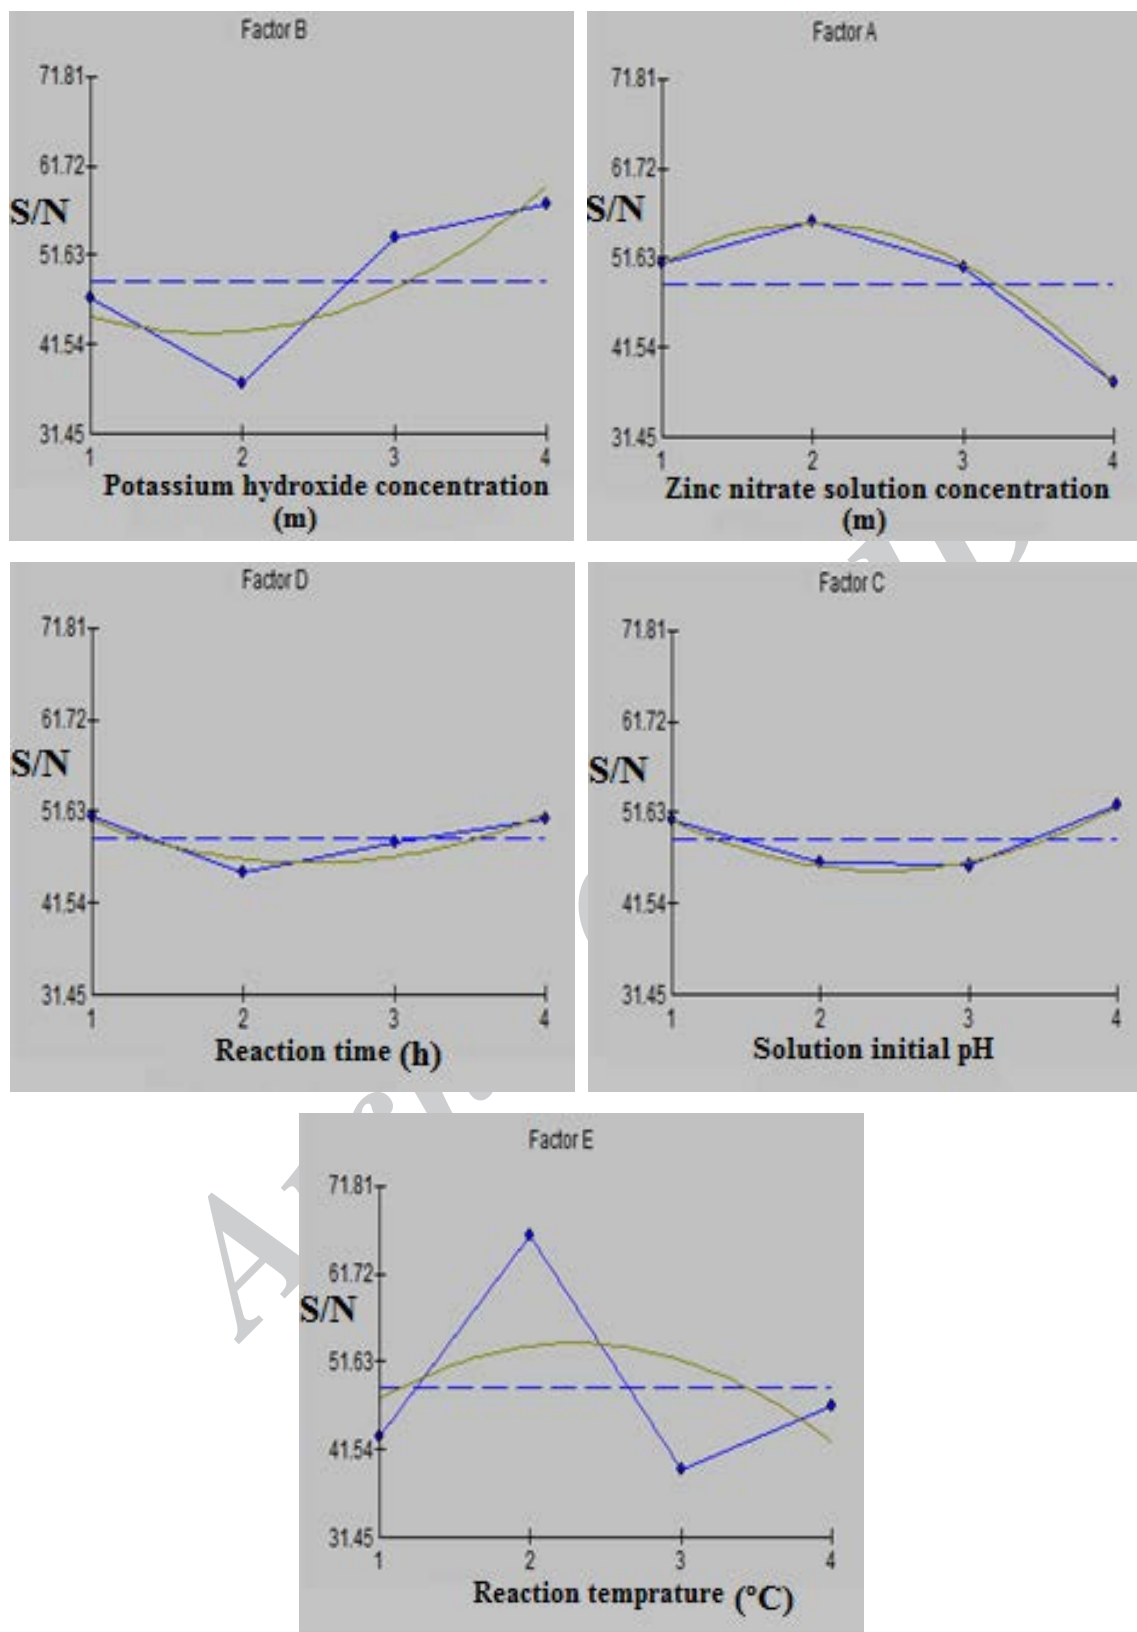 Factor B
71.81
61.72
S/N
51.63
41.54
31.45
1 2 3 4
Potassium hydroxide concentration
(m)
Factor A
71.81
61.72
S/N
51.63
41.54
31.45
1 2 3 4
Zinc nitrate solution concentration
(m)
Factor D
71.81
61.72
S/N
51.63
41.54
31.45
1 2 3 4
Reaction time (h)
Factor C
71.81
61.72
S/N
51.63
41.54
31.45
1 2 3 4
Solution initial pH
Factor E
71.81
61.72
S/N
51.63
41.54
31.45
1 2 3 4
Reaction temprature (°C)